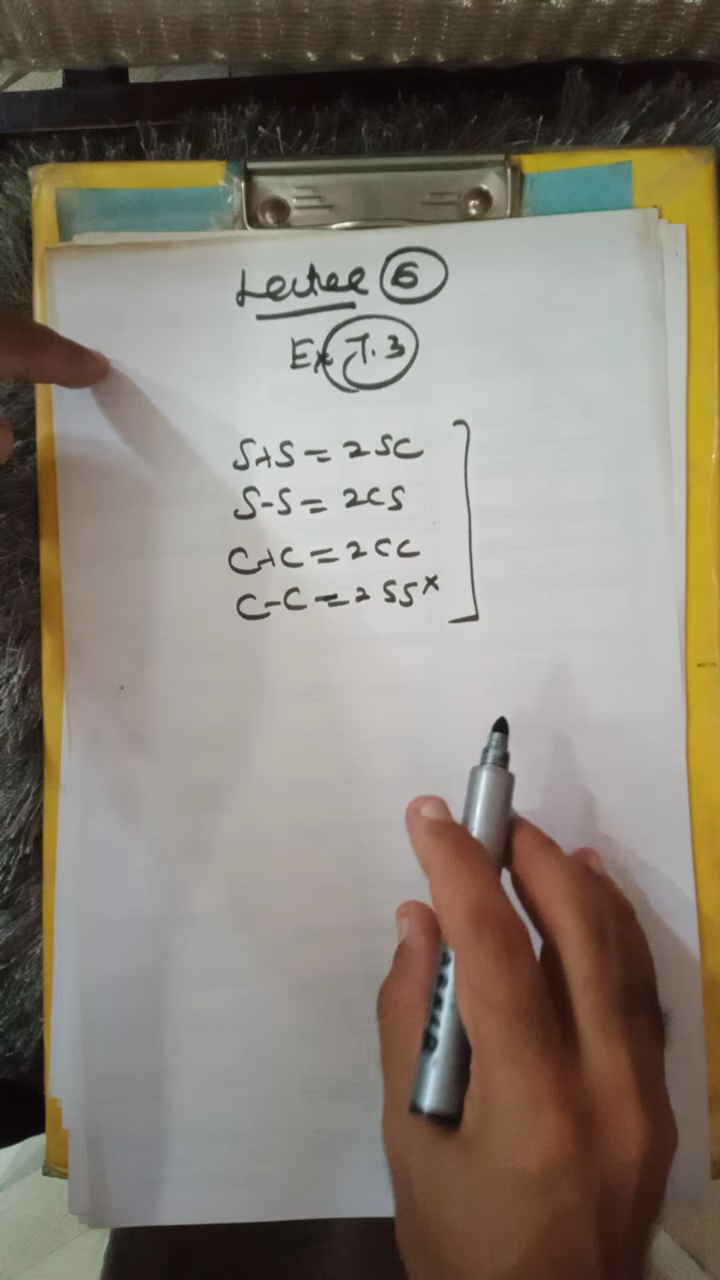 Lecture 6
Ex 7.3
S+S = 2SC
S-S = 2CS
C+C = 2CC
C-C = 2SS*